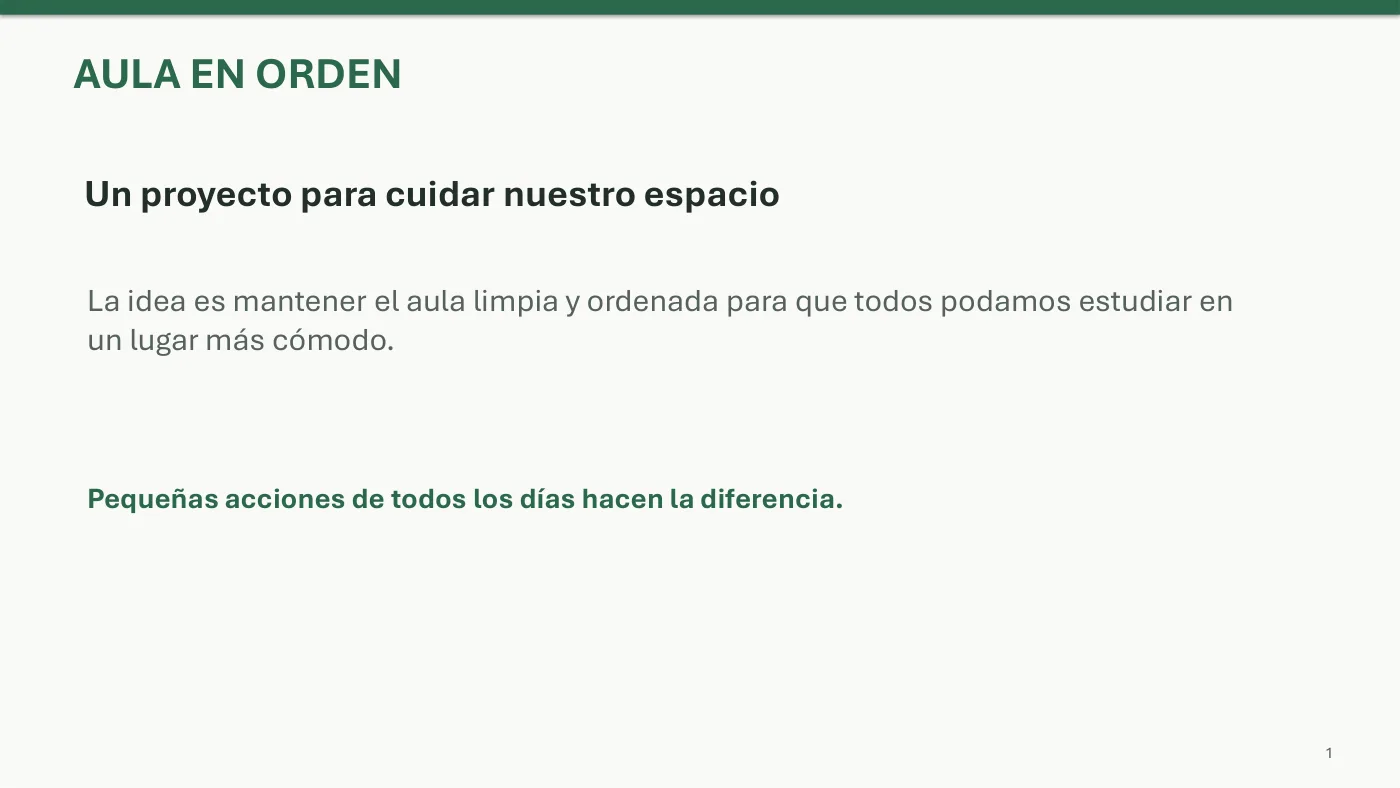 AULA EN ORDEN
Un proyecto para cuidar nuestro espacio
La idea es mantener el aula limpia y ordenada para que todos podamos estudiar en
un lugar más cómodo.
Pequeñas acciones de todos los días hacen la diferencia.
1